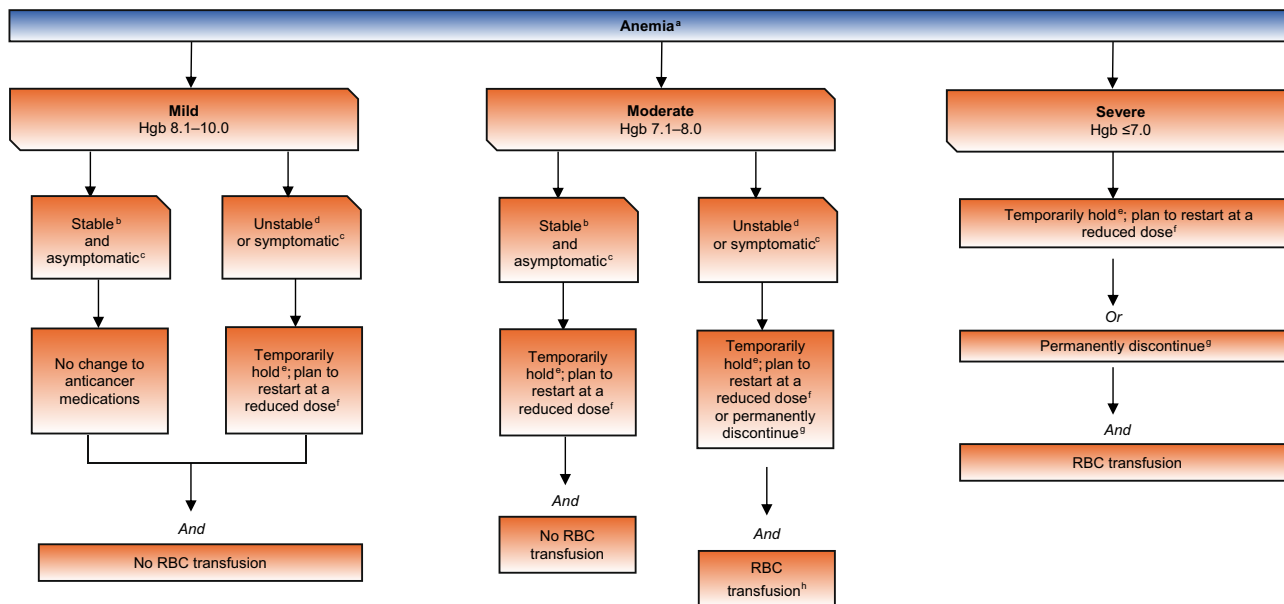 Anemiaᵃ
Mild
Hgb 8.1–10.0
Moderate
Hgb 7.1–8.0
Severe
Hgb ≤7.0
Stableᵇ
and
asymptomaticᶜ
Unstableᵈ
or symptomaticᶜ
Stableᵇ
and
asymptomaticᶜ
Unstableᵈ
or symptomaticᶜ
Temporarily holdᵉ; plan to restart at a
reduced doseᶠ
No change to
anticancer
medications
Temporarily
holdᵉ; plan to
restart at a
reduced doseᶠ
Temporarily
holdᵉ; plan to
restart at a
reduced doseᶠ
Temporarily
holdᵉ; plan to
restart at a
reduced doseᶠ
or permanently
discontinueᵍ
Or
Permanently discontinueᵍ
And
RBC transfusion
And
No RBC transfusion
And
No RBC
transfusion
And
RBC
transfusionʰ